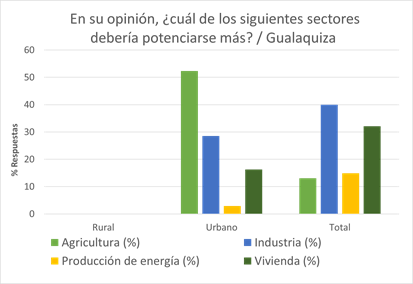 En su opinión, ¿cuál de los siguientes sectores
debería potenciarse más? / Gualaquiza
60
50
40
30
20
10
0
% Respuestas
Rural Urbano Total
Agricultura (%) Industria (%)
Producción de energía (%) Vivienda (%)